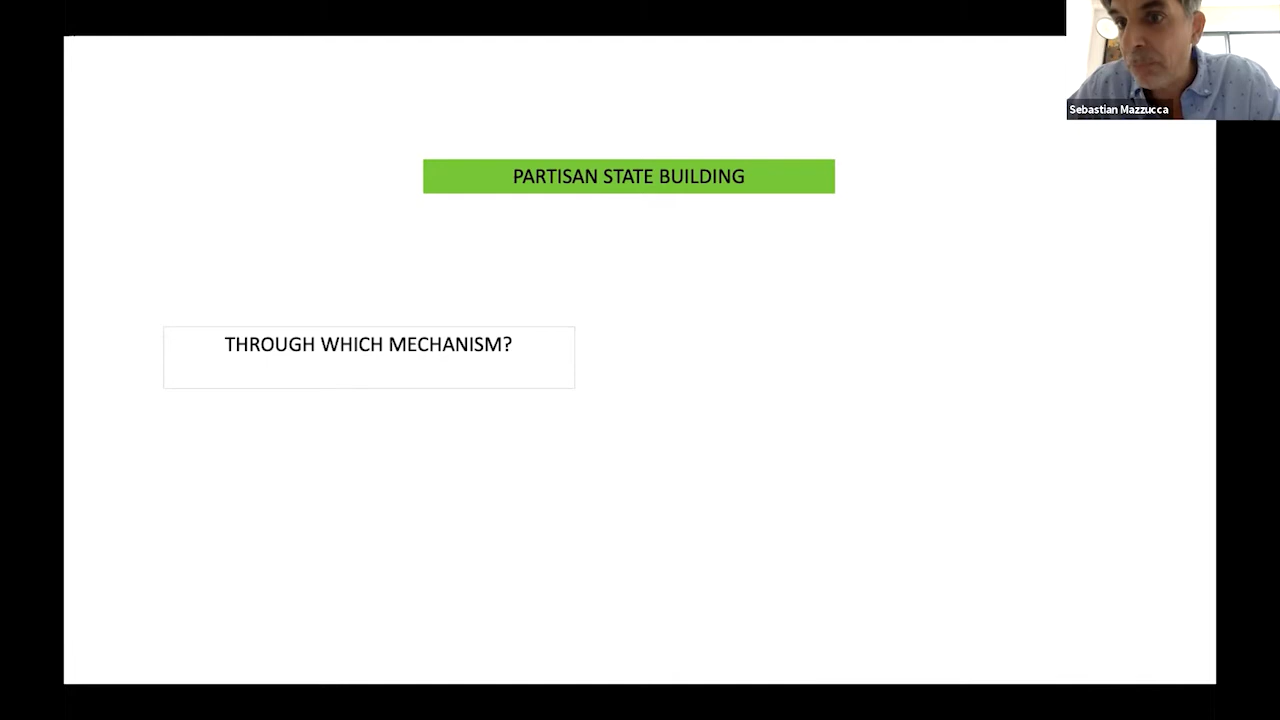 Sebastian Mazzucca
PARTISAN STATE BUILDING
THROUGH WHICH MECHANISM?